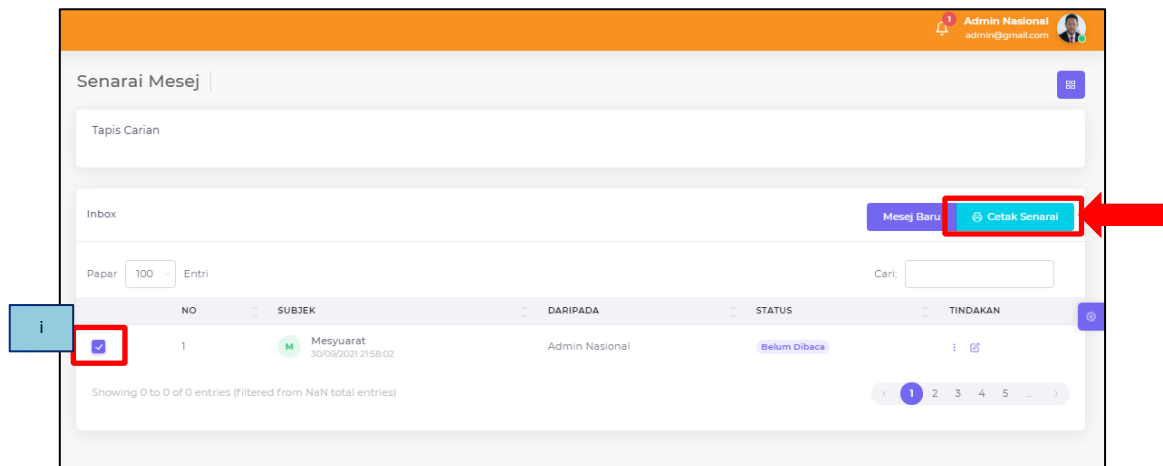 1 Admin Nasional
admin@gmail.com
Senarai Mesej
Tapis Carian
Inbox
Mesej Baru Cetak Senarai
Papar 100 Entri Cari:
NO SUBJEK DARIPADA STATUS TINDAKAN
i
1 M Mesyuarat Admin Nasional Belum Dibaca
30/09/2021 21:58:02
Showing 0 to 0 of 0 entries (filtered from NaN total entries) < 1 2 3 4 5 ... >